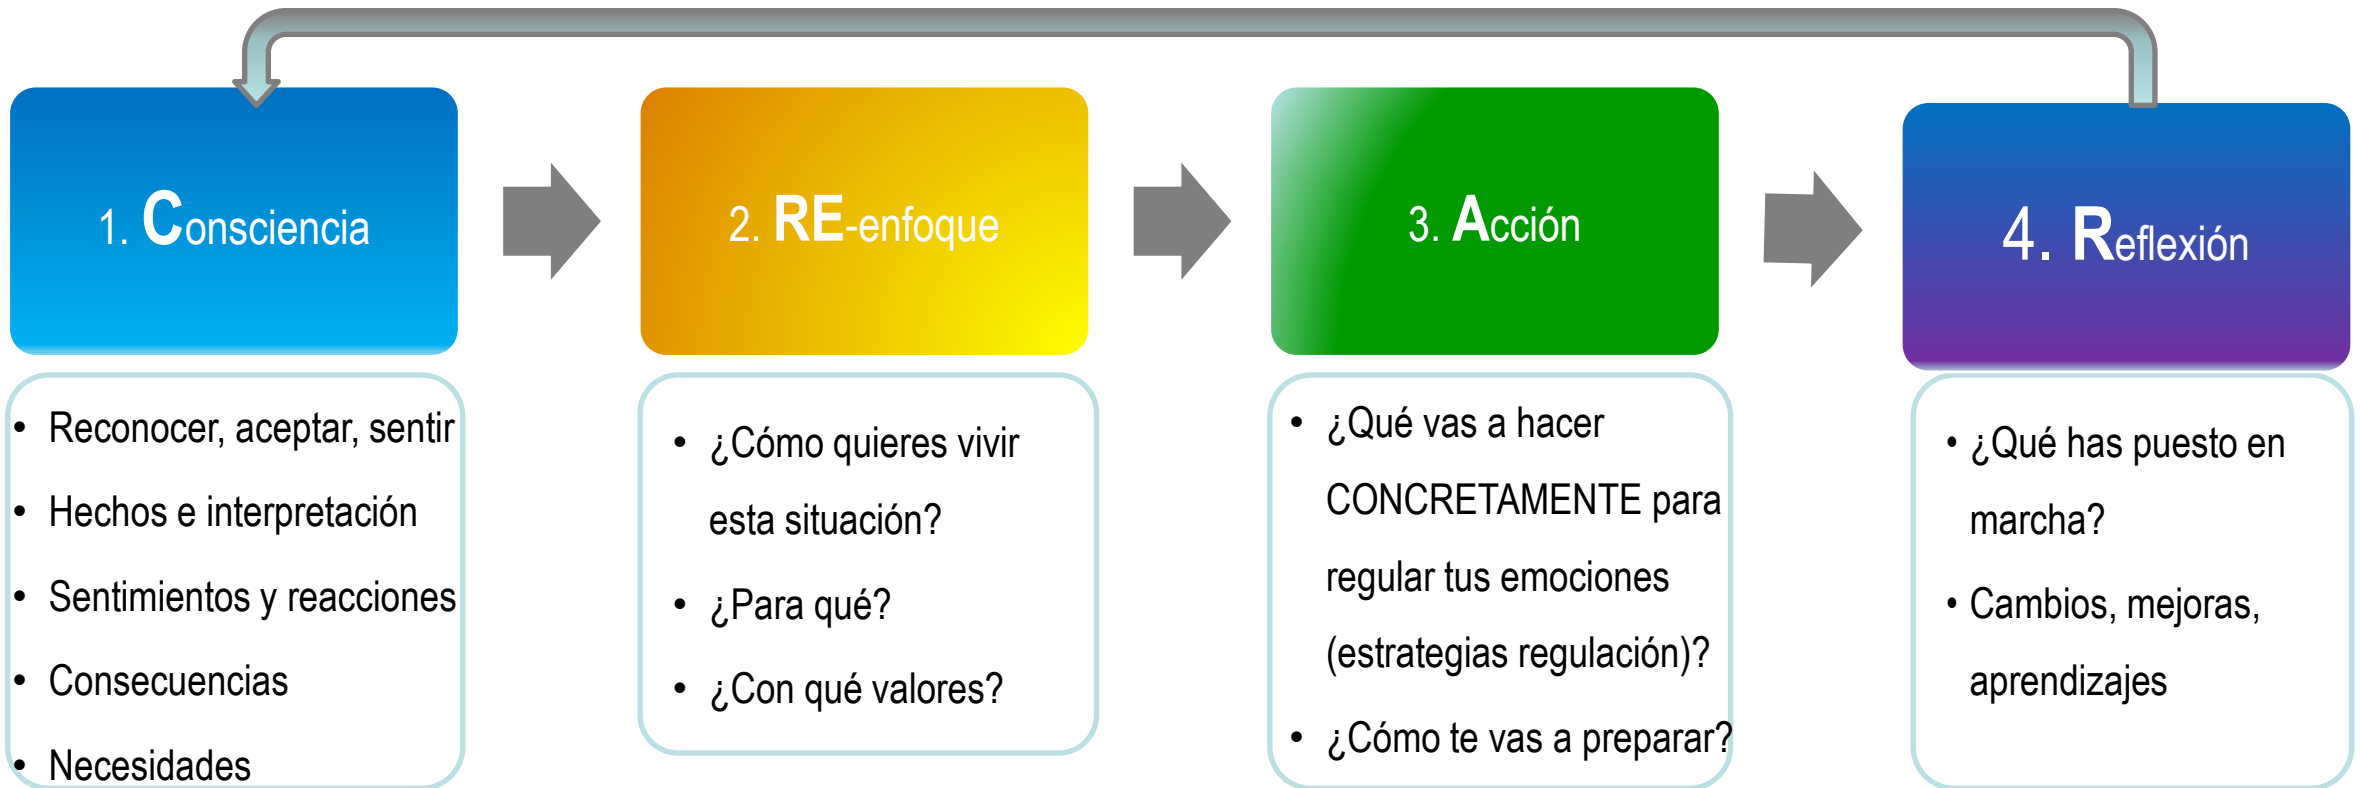 1. Consciencia
2. RE-enfoque
3. Acción
4. Reflexión
• Reconocer, aceptar, sentir
• Hechos e interpretación
• Sentimientos y reacciones
• Consecuencias
• Necesidades
• ¿Cómo quieres vivir
esta situación?
• ¿Para qué?
• ¿Con qué valores?
• ¿Qué vas a hacer
CONCRETAMENTE para
regular tus emociones
(estrategias regulación)?
• ¿Cómo te vas a preparar?
• ¿Qué has puesto en
marcha?
• Cambios, mejoras,
aprendizajes